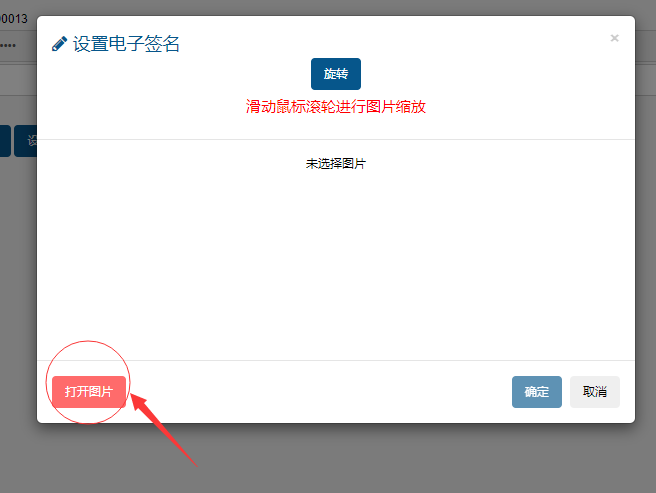 00013
设置电子签名
×
旋转
滑动鼠标滚轮进行图片缩放
未选择图片
打开图片
确定
取消